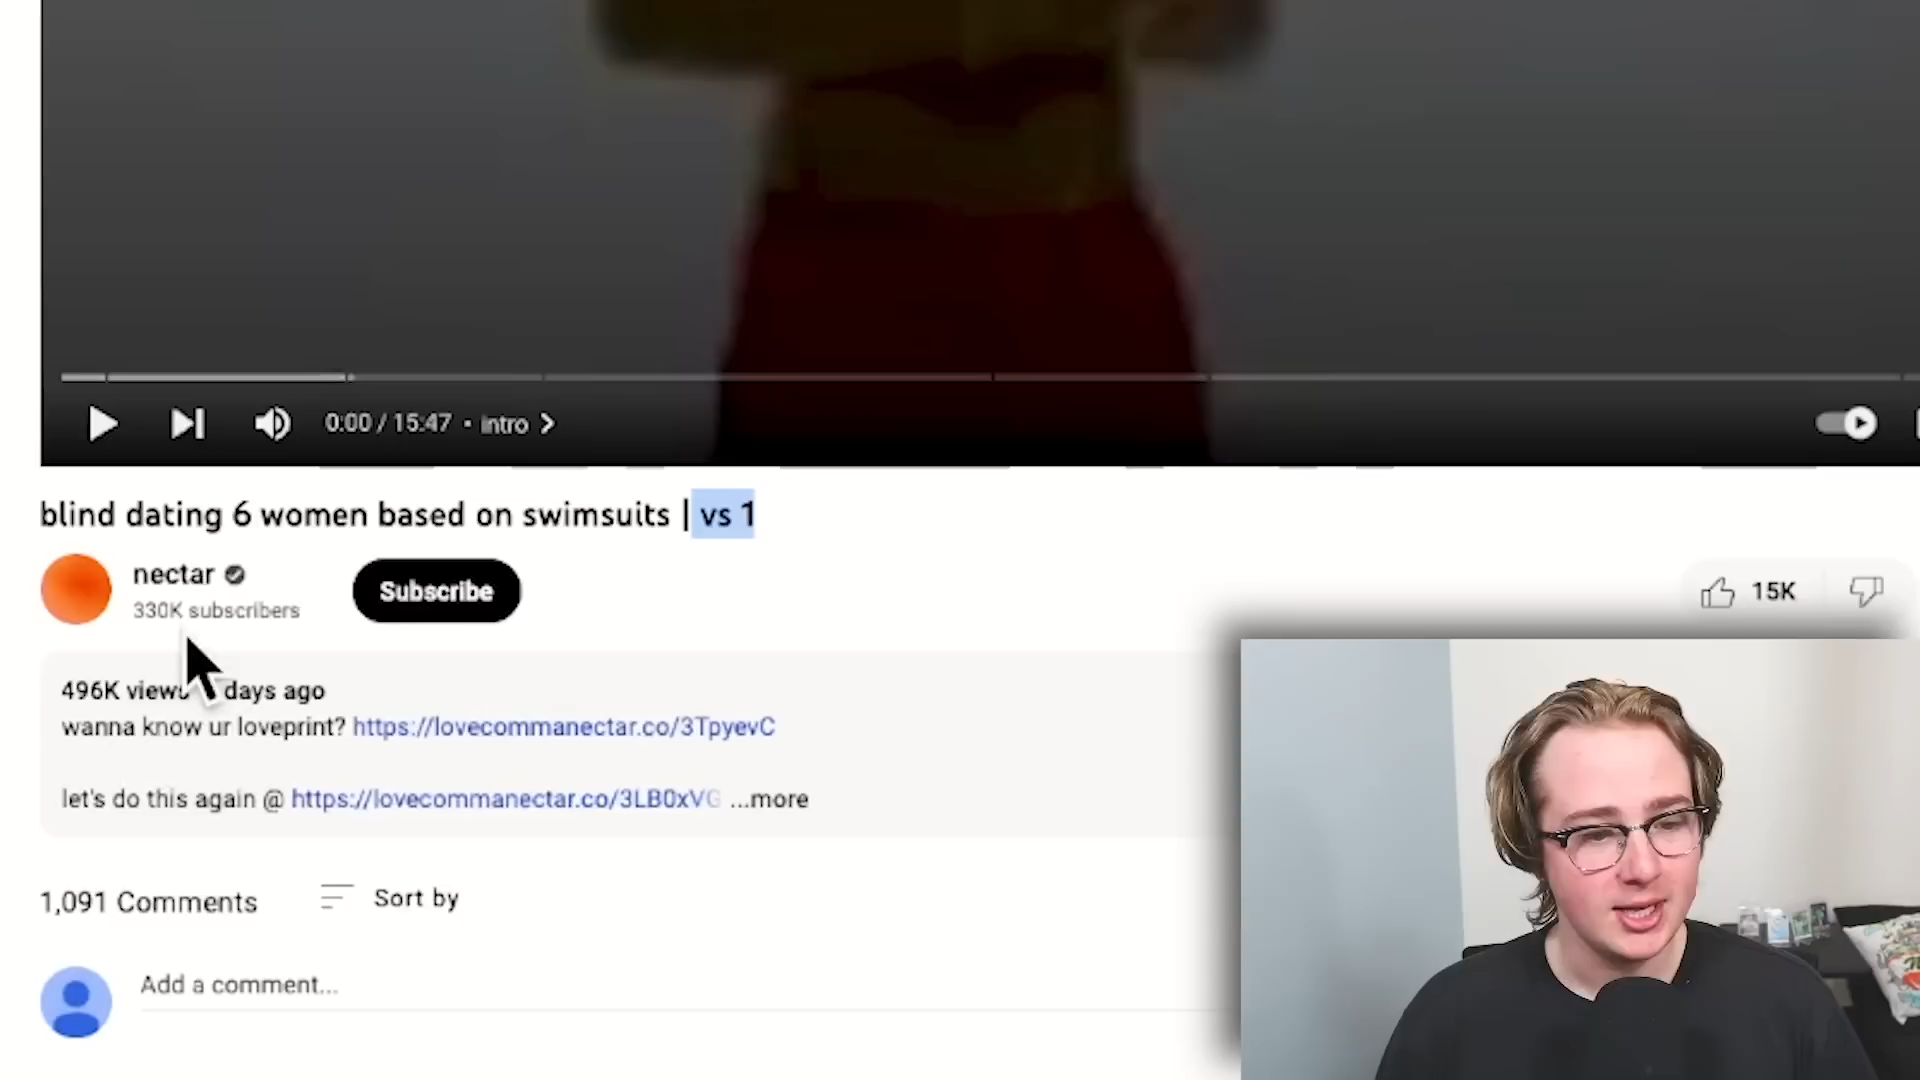 0:00 / 15:47 • intro
blind dating 6 women based on swimsuits | vs 1
nectar
330K subscribers
Subscribe
15K
496K views days ago
wanna know ur loveprint? https://lovecommanectar.co/3TpyevC
let's do this again @ https://lovecommanectar.co/3LB0xVG ...more
1,091 Comments
Sort by
Add a comment...